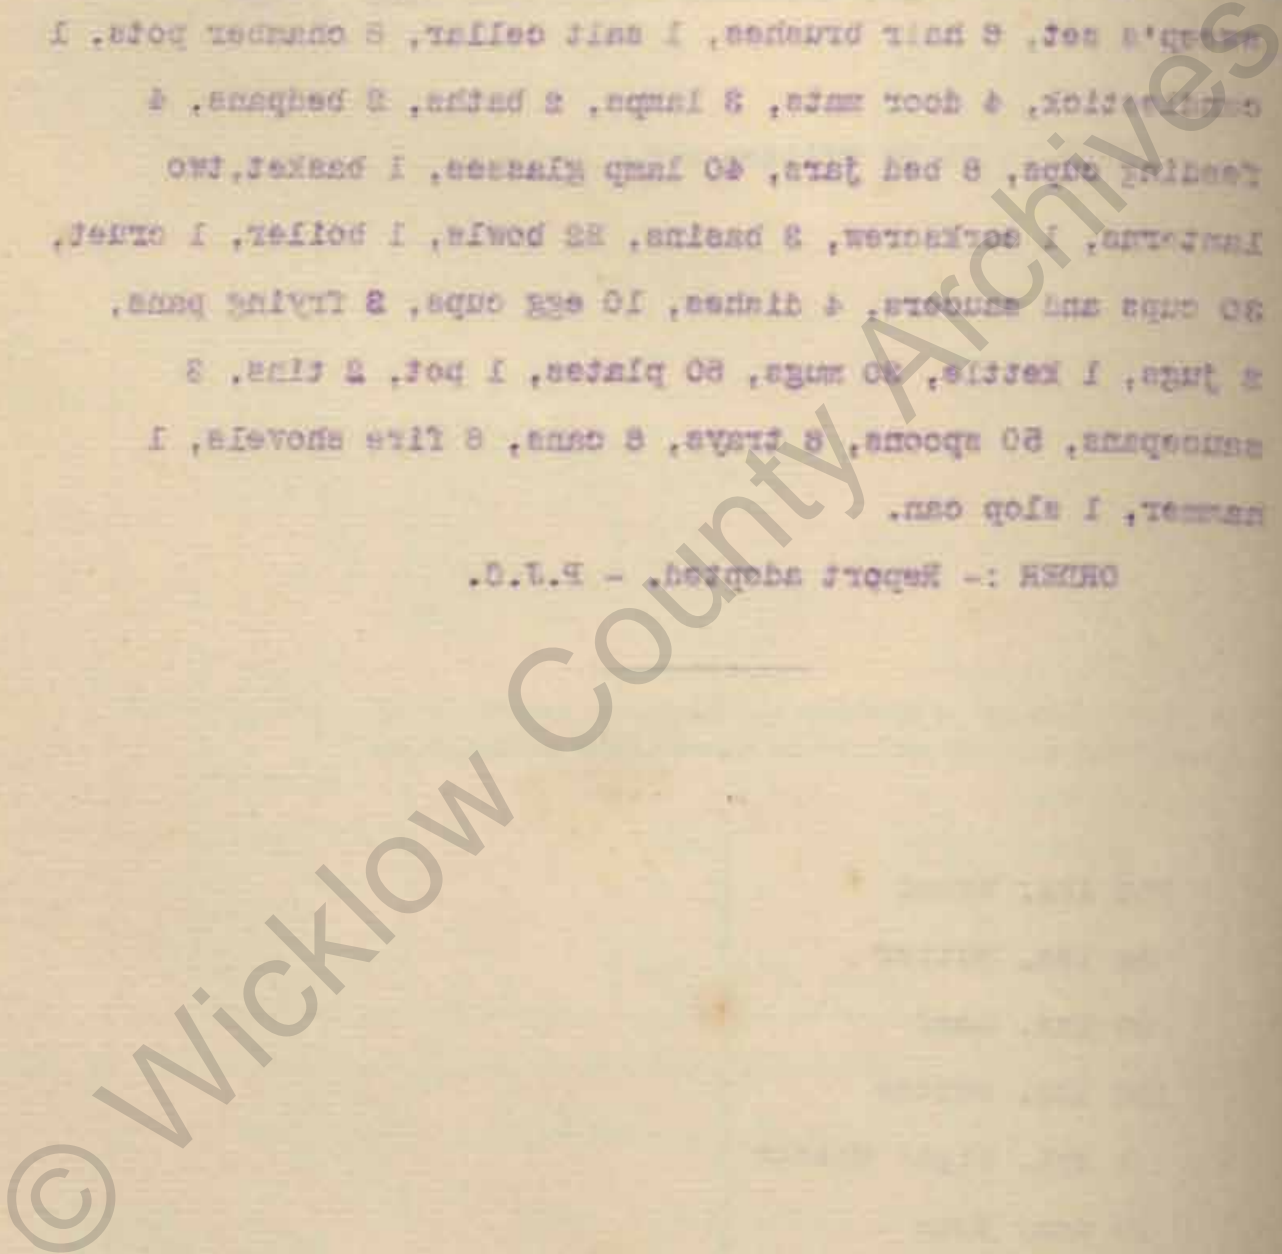 sweep's set, 6 hair brushes, 1 salt cellar, 8 chamber pots, 1
candlestick, 4 door mats, 3 lamps, 2 baths, 2 bedpans, 4
feeding cups, 8 bed jars, 40 lamp glasses, 1 basket, two
lanterns, 1 corkscrew, 3 basins, 22 bowls, 1 boiler, 1 cruet,
30 cups and saucers, 4 dishes, 10 egg cups, 3 frying pans,
2 jugs, 1 kettle, 30 mugs, 60 plates, 1 pot, 2 tins, 3
saucepans, 50 spoons, 6 trays, 8 cans, 6 fire shovels, 1
hammer, 1 slop can.
ORDER :- Report adopted. - P.J.O.
© Wicklow County Archives